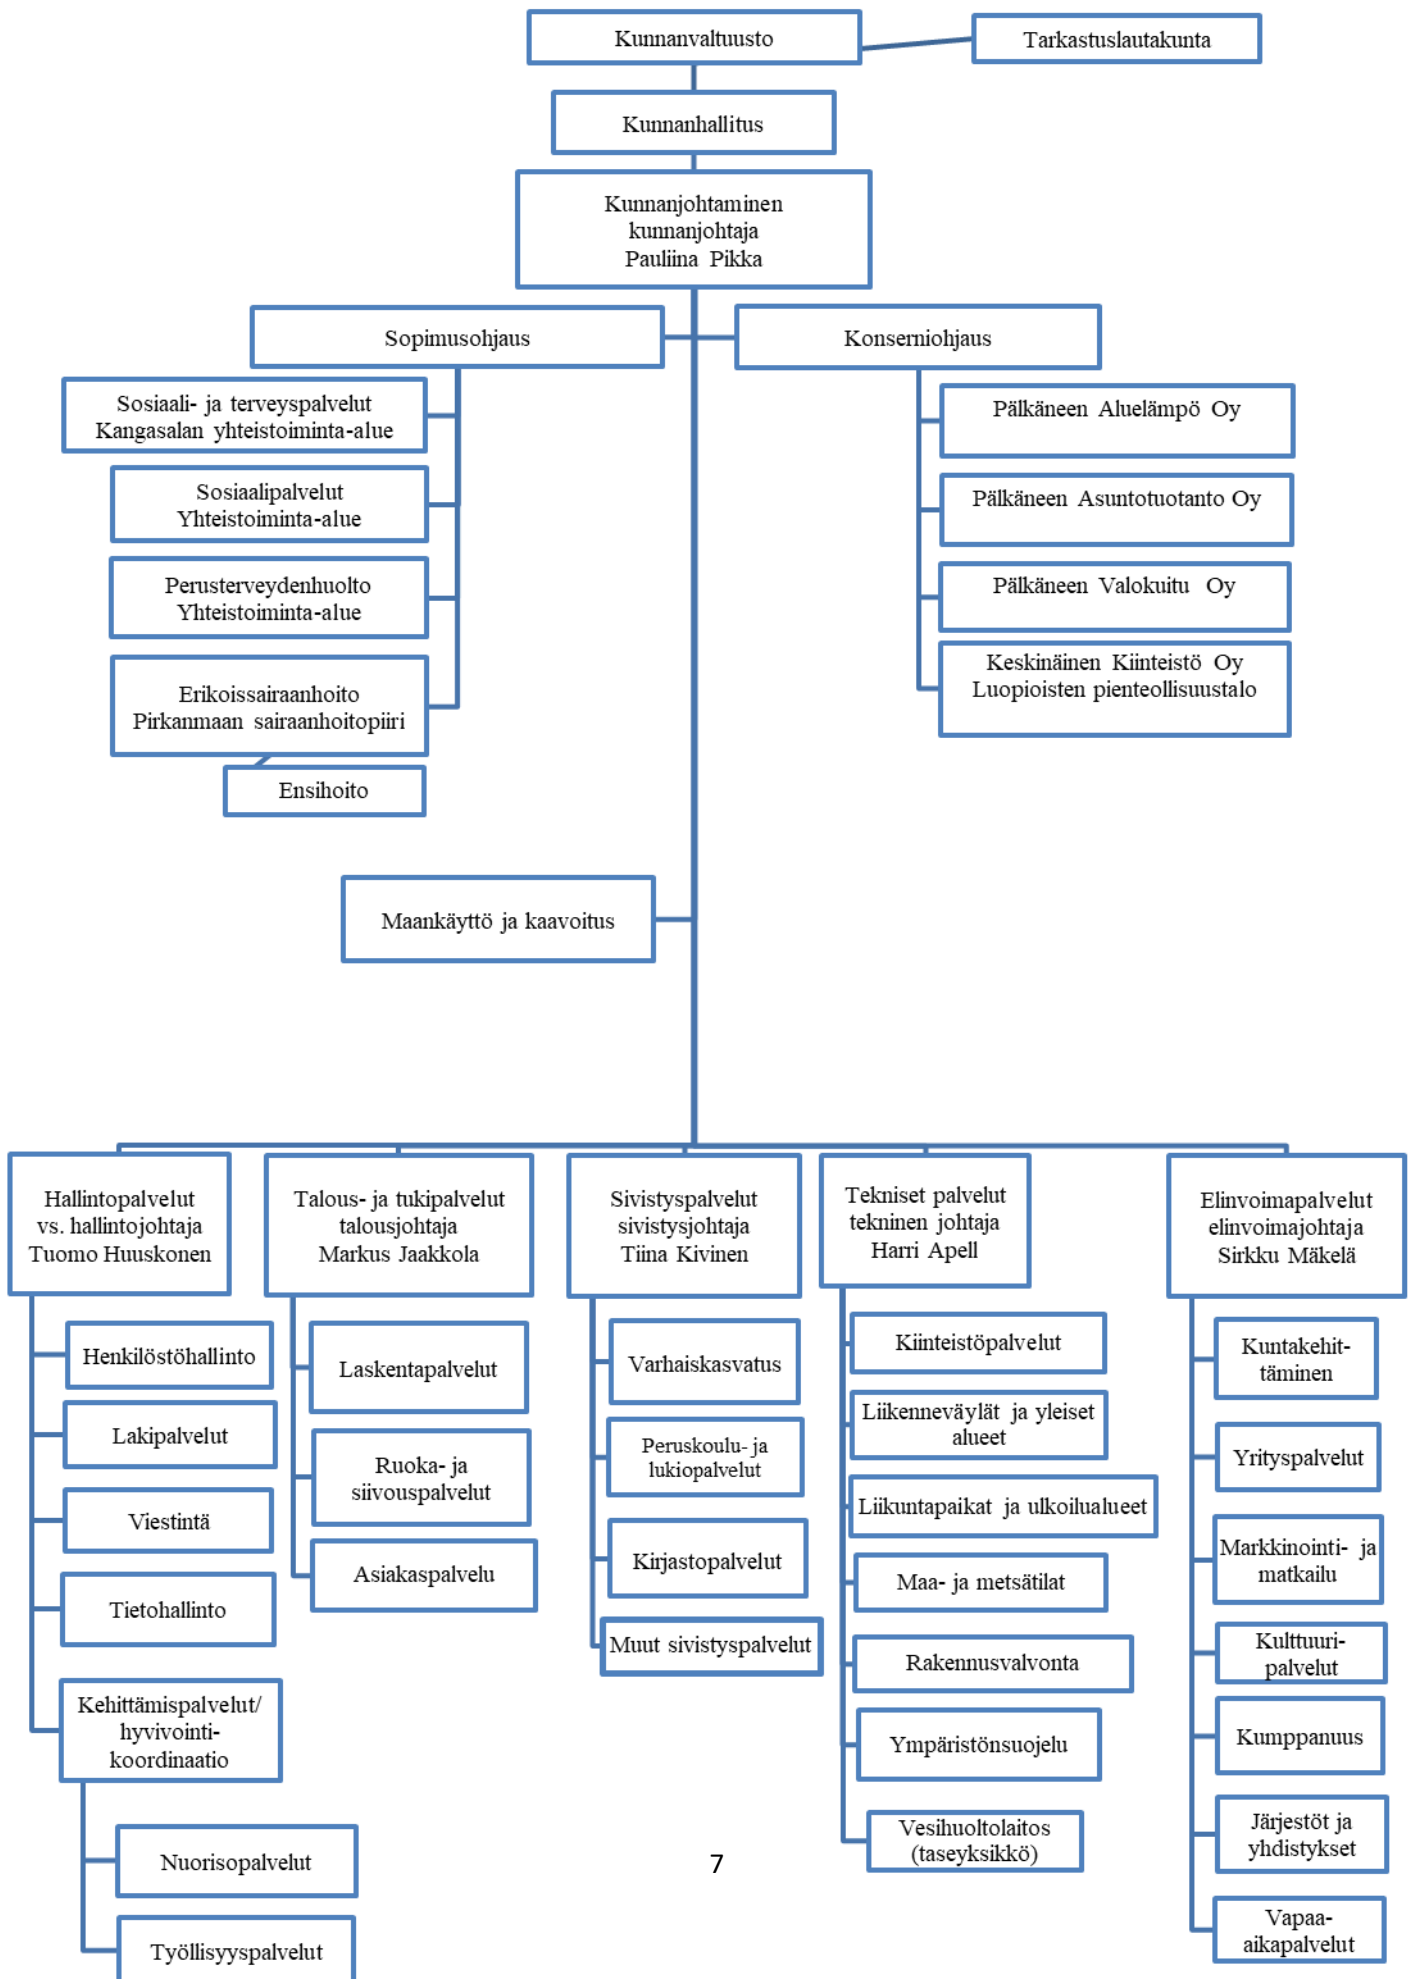 Kunnanvaltuusto
Tarkastuslautakunta
Kunnanhallitus
Kunnanjohtaminen
kunnanjohtaja
Pauliina Pikka
Sopimusohjaus
Konserniohjaus
Sosiaali- ja terveyspalvelut
Kangasalan yhteistoiminta-alue
Sosiaalipalvelut
Yhteistoiminta-alue
Perusterveydenhuolto
Yhteistoiminta-alue
Erikoissairaanhoito
Pirkanmaan sairaanhoitopiiri
Ensihoito
Pälkäneen Aluelämpö Oy
Pälkäneen Asuntotuotanto Oy
Pälkäneen Valokuitu Oy
Keskinäinen Kiinteistö Oy
Luopioisten pienteollisuustalo
Maankäyttö ja kaavoitus
Hallintopalvelut
vs. hallintojohtaja
Tuomo Huuskonen
Henkilöstöhallinto
Lakipalvelut
Viestintä
Tietohallinto
Kehittämispalvelut/
hyvivointi-
koordinaatio
Nuorisopalvelut
Työllisyyspalvelut
Talous- ja tukipalvelut
talousjohtaja
Markus Jaakkola
Laskentapalvelut
Ruoka- ja
siivouspalvelut
Asiakaspalvelu
Sivistyspalvelut
sivistysjohtaja
Tiina Kivinen
Varhaiskasvatus
Peruskoulu- ja
lukiopalvelut
Kirjastopalvelut
Muut sivistyspalvelut
Tekniset palvelut
tekninen johtaja
Harri Apell
Kiinteistöpalvelut
Liikenneväylät ja yleiset
alueet
Liikuntapaikat ja ulkoilualueet
Maa- ja metsätilat
Rakennusvalvonta
Ympäristönsuojelu
Vesihuoltolaitos
(taseyksikkö)
Elinvoimapalvelut
elinvoimajohtaja
Sirkku Mäkelä
Kuntakehit-
täminen
Yrityspalvelut
Markkinointi- ja
matkailu
Kulttuuri-
palvelut
Kumppanuus
Järjestöt ja
yhdistykset
Vapaa-
aikapalvelut
7